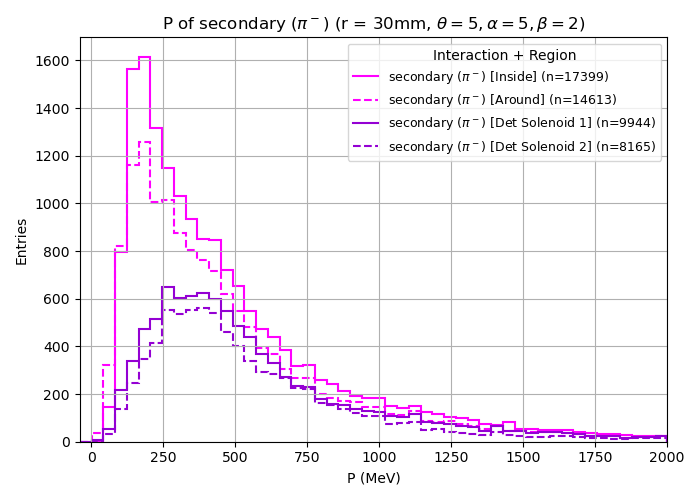 P of secondary (π⁻) (r = 30mm, θ = 5, α = 5, β = 2)
Interaction + Region
secondary (π⁻) [Inside] (n=17399)
secondary (π⁻) [Around] (n=14613)
secondary (π⁻) [Det Solenoid 1] (n=9944)
secondary (π⁻) [Det Solenoid 2] (n=8165)
Entries
1600
1400
1200
1000
800
600
400
200
0
0 250 500 750 1000 1250 1500 1750 2000
P (MeV)